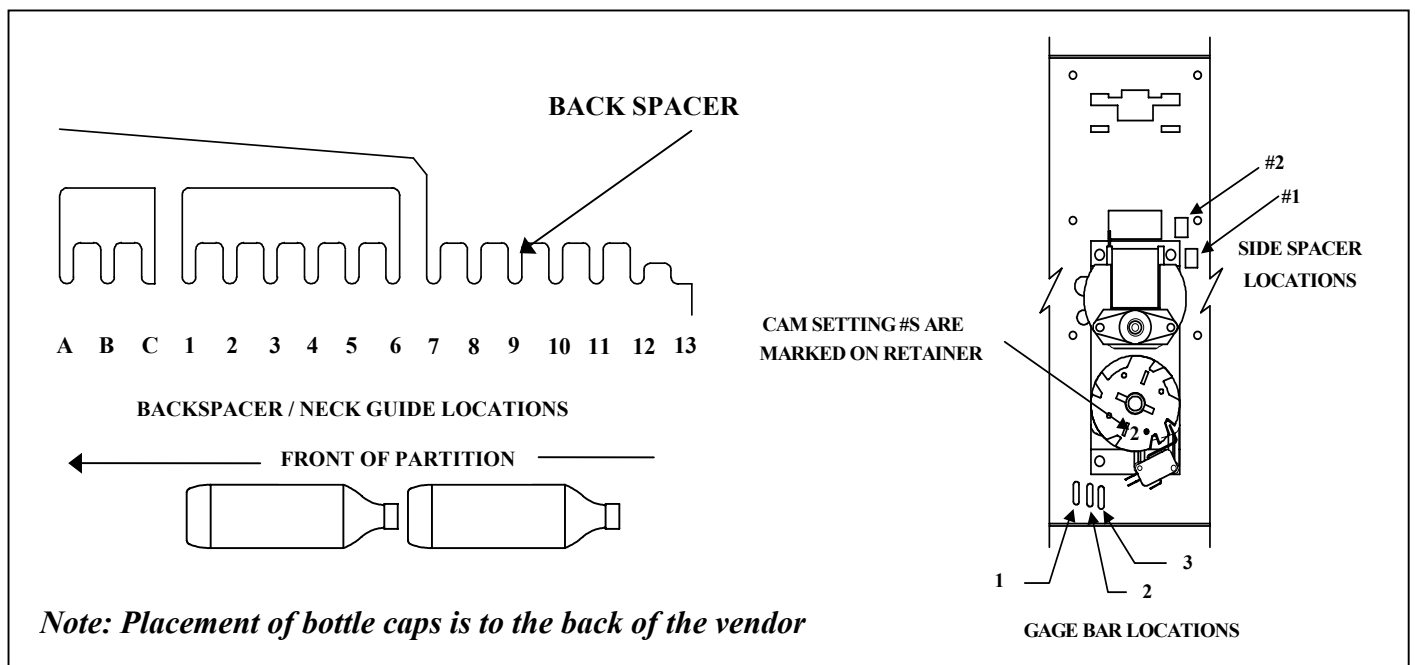 BACK SPACER
A B C 1 2 3 4 5 6 7 8 9 10 11 12 13
BACKSPACER / NECK GUIDE LOCATIONS
FRONT OF PARTITION
Note: Placement of bottle caps is to the back of the vendor
#2
#1
SIDE SPACER
LOCATIONS
CAM SETTING #S ARE
MARKED ON RETAINER
2
1
2
3
GAGE BAR LOCATIONS